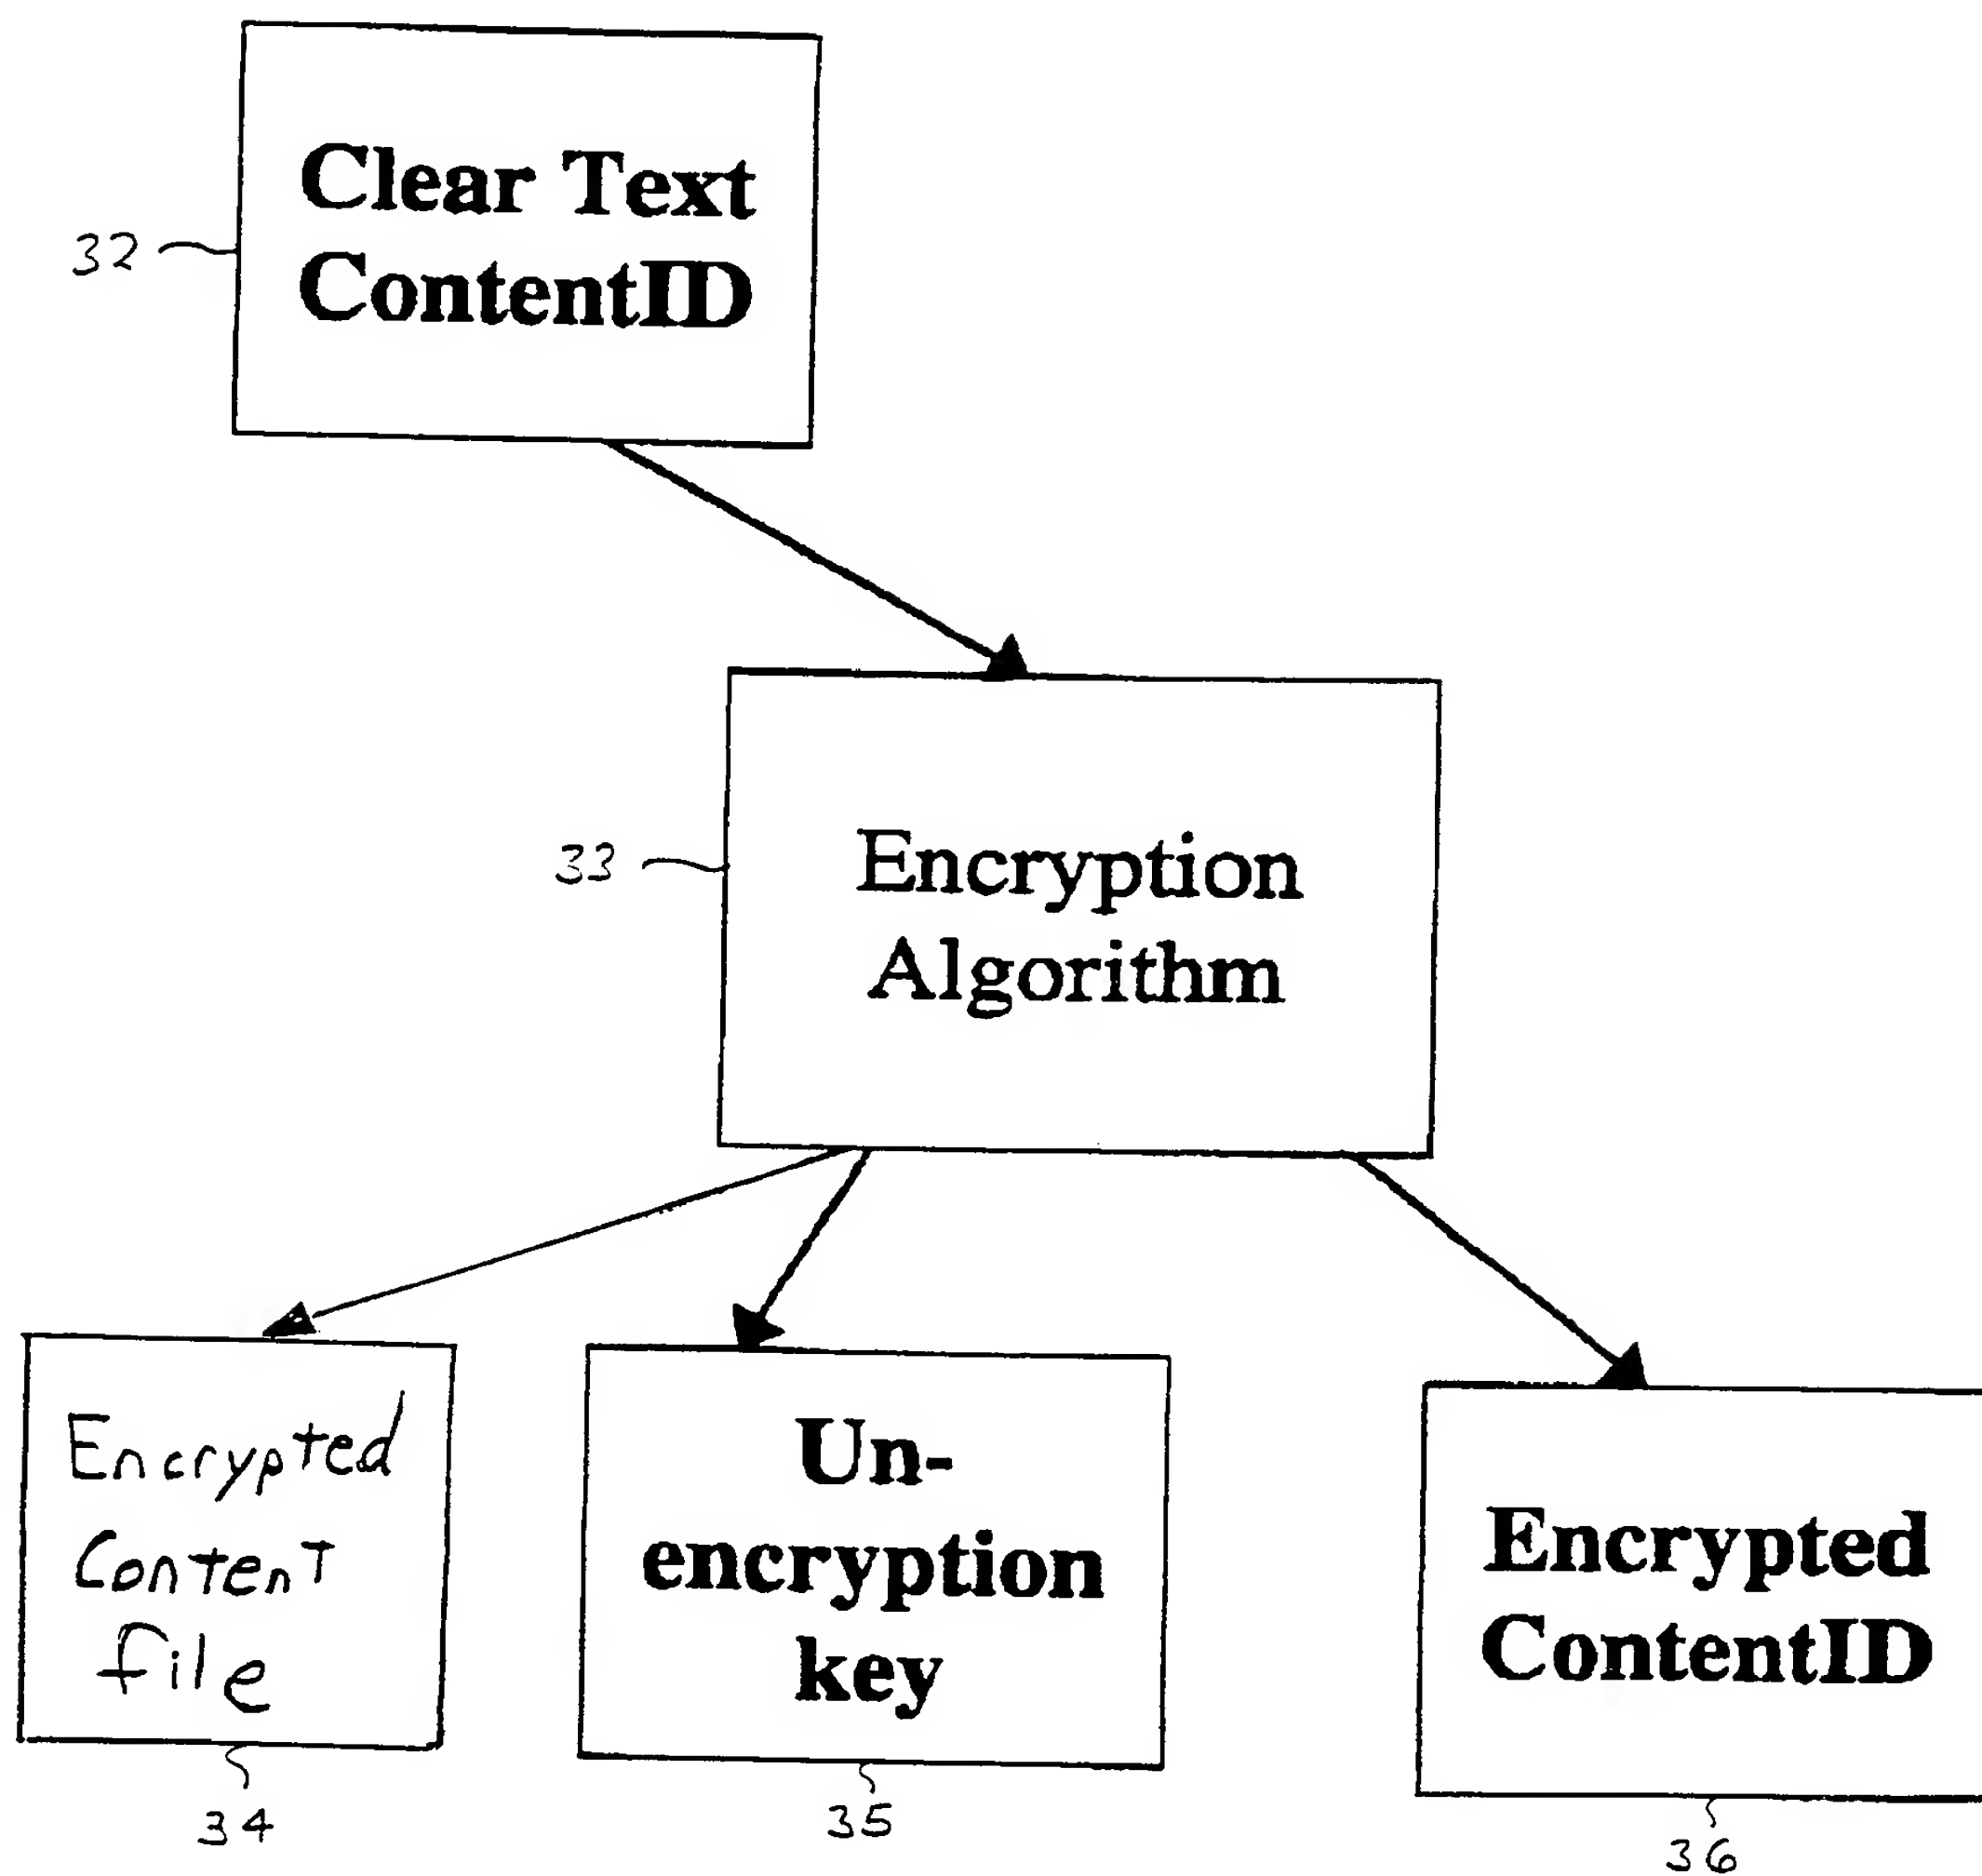 Clear Text
ContentID
32
33
Encryption
Algorithm
Encrypted
Content
file
Un-
encryption
key
Encrypted
ContentID
34
35
36